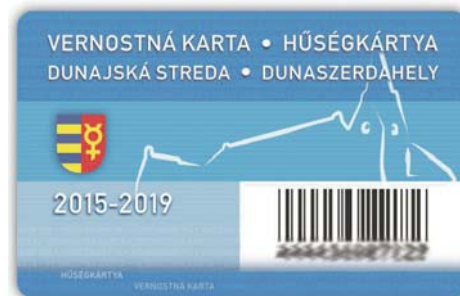 VERNOSTNÁ KARTA • HŰSÉGKÁRTYA
DUNAJSKÁ STREDA • DUNASZERDAHELY
2015-2019
HŰSÉGKÁRTYA
VERNOSTNÁ KARTA